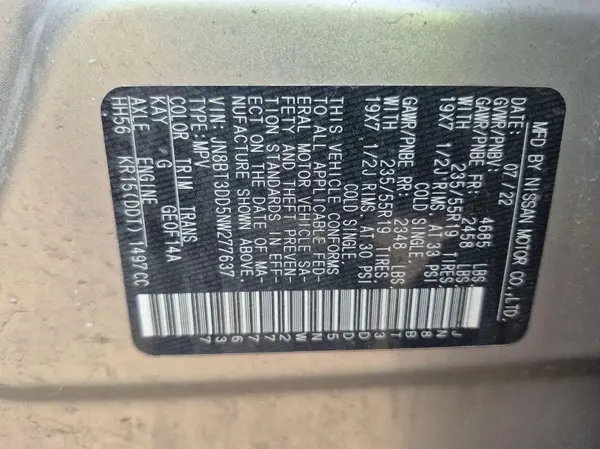 MFD BY NISSAN MOTOR CO.,LTD.
07/22
GVWR/PNBV: 4685 LBS
GAWR/PNBE FR: 2458 LBS
WITH 235/55R19 TIRES,
19X7 1/2J RIMS, AT 33 PSI
COLD SINGLE.
GAWR/PNBE RR: 2348 LBS
WITH 235/55R19 TIRES,
19X7 1/2J RIMS, AT 30 PSI
COLD SINGLE.
THIS VEHICLE CONFORMS
TO ALL APPLICABLE FED-
ERAL MOTOR VEHICLE SA-
FETY AND THEFT PREVEN-
TION STANDARDS IN EFF-
ECT ON THE DATE OF MA-
NUFACTURE SHOWN ABOVE.
VIN: JN8BT3DD5NW277637
TYPE: MPV
COLOR TRIM TRANS
KAY G GE0F14A
AXLE ENGINE
HH56 KR15(DDT) 1497CC
JN8BT3DD5NW277637